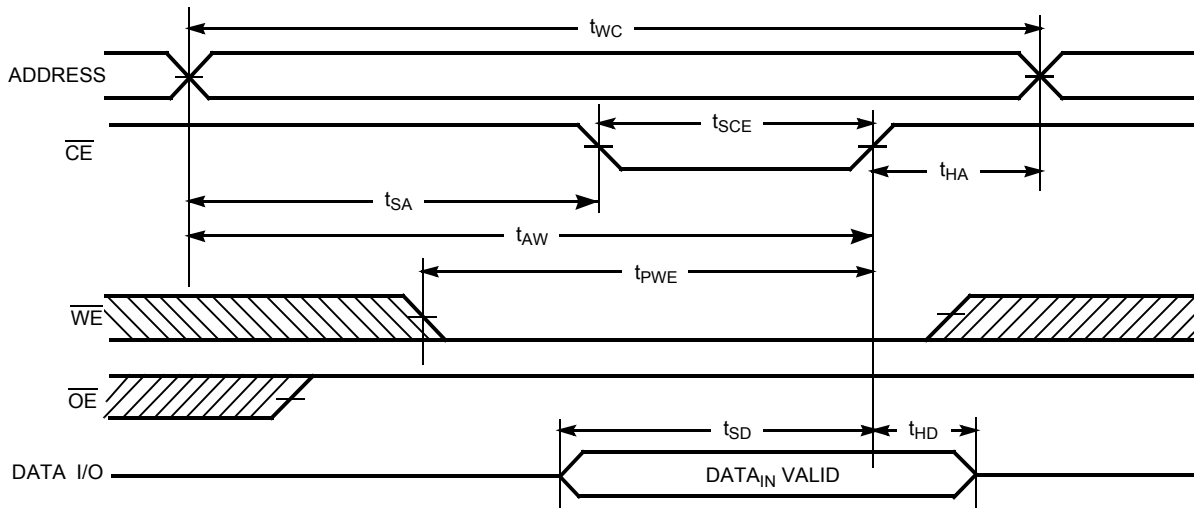 tWC
ADDRESS
tSCE
CE
tHA
tSA
tAW
tPWE
WE
OE
tSD
tHD
DATA I/O
DATAIN VALID